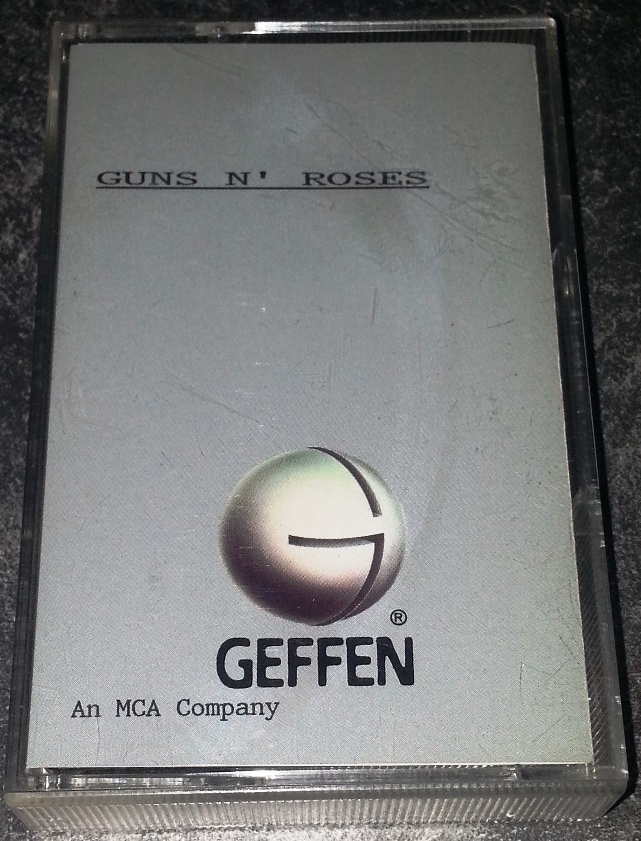 GUNS N' ROSES
®
GEFFEN
An MCA Company